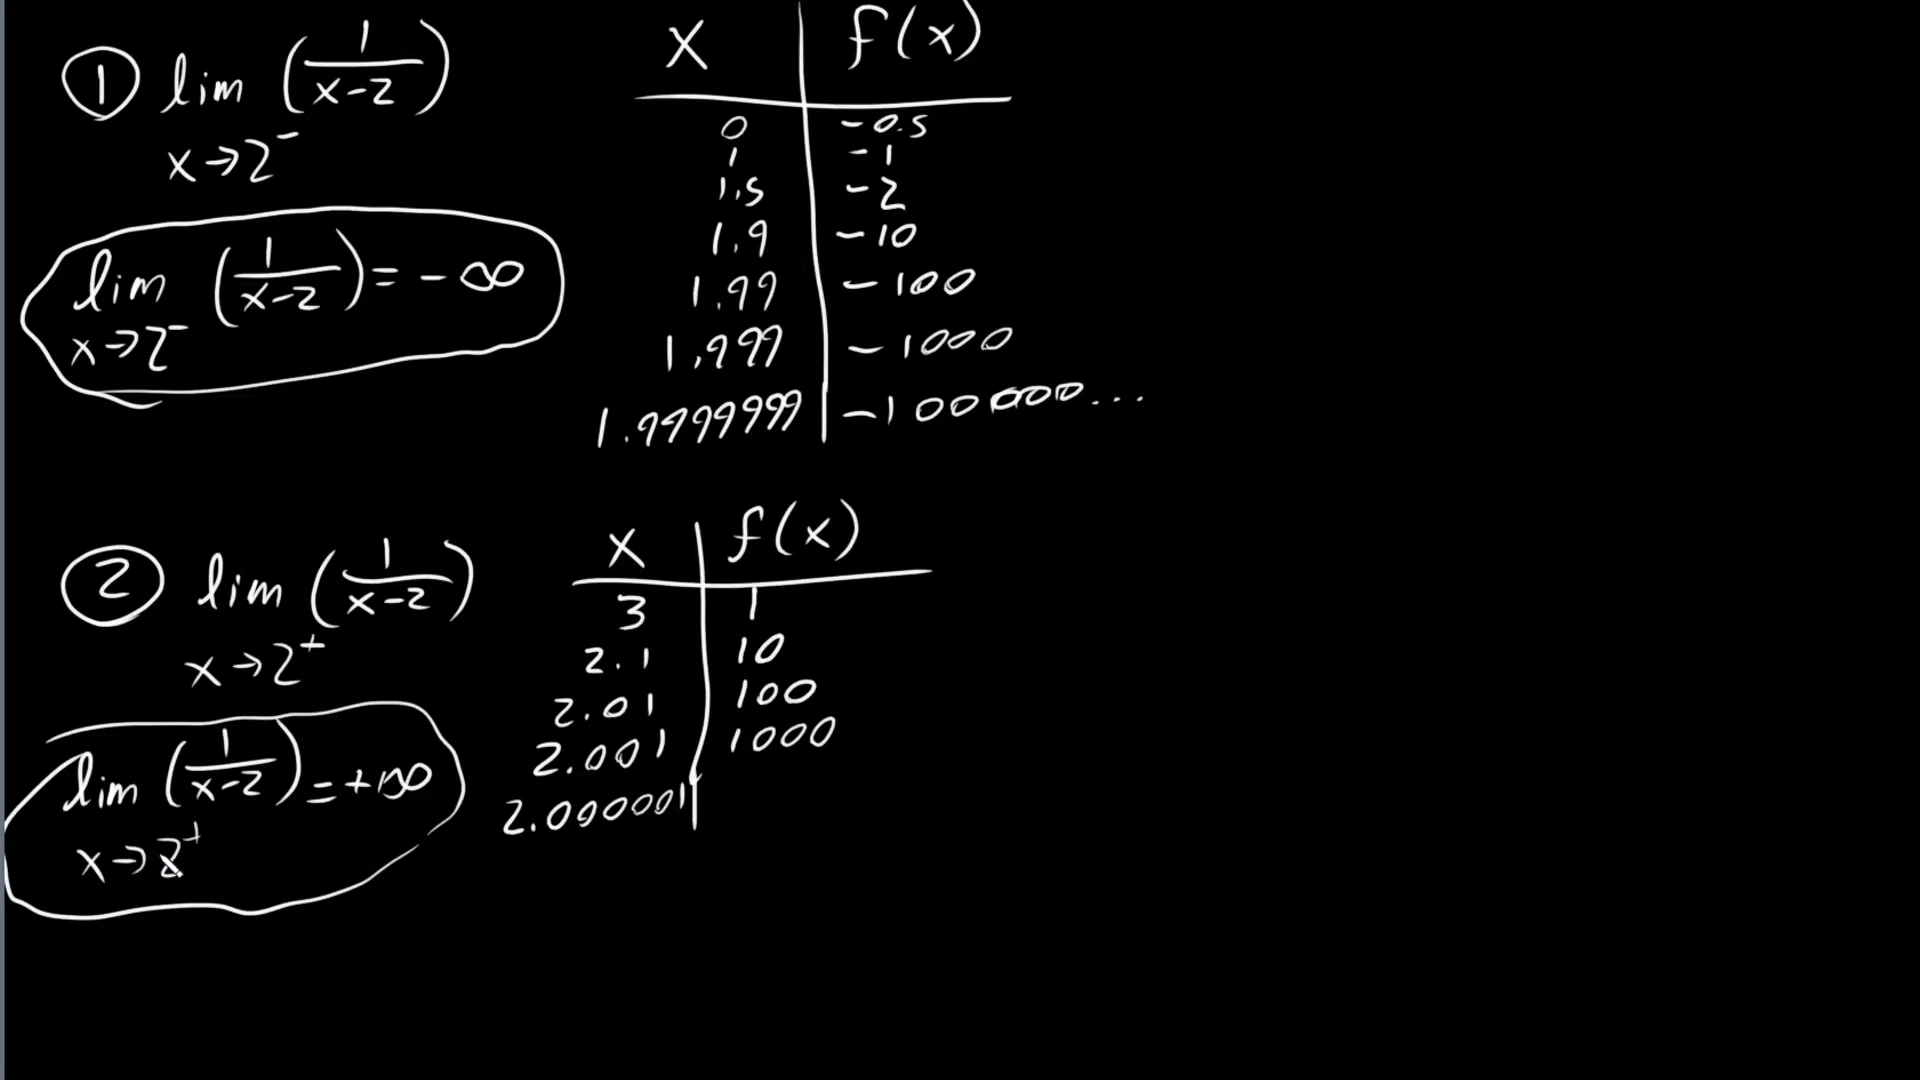 ① lim (1/(x-2))
x→2⁻
lim (1/(x-2)) = -∞
x→2⁻
x | f(x)
0 | -0.5
1 | -1
1.5 | -2
1.9 | -10
1.99 | -100
1.999 | -1000
1.9999999 | -1000000...
② lim (1/(x-2))
x→2⁺
lim (1/(x-2)) = +∞
x→2⁺
x | f(x)
3 | 1
2.1 | 10
2.01 | 100
2.001 | 1000
2.000001 |